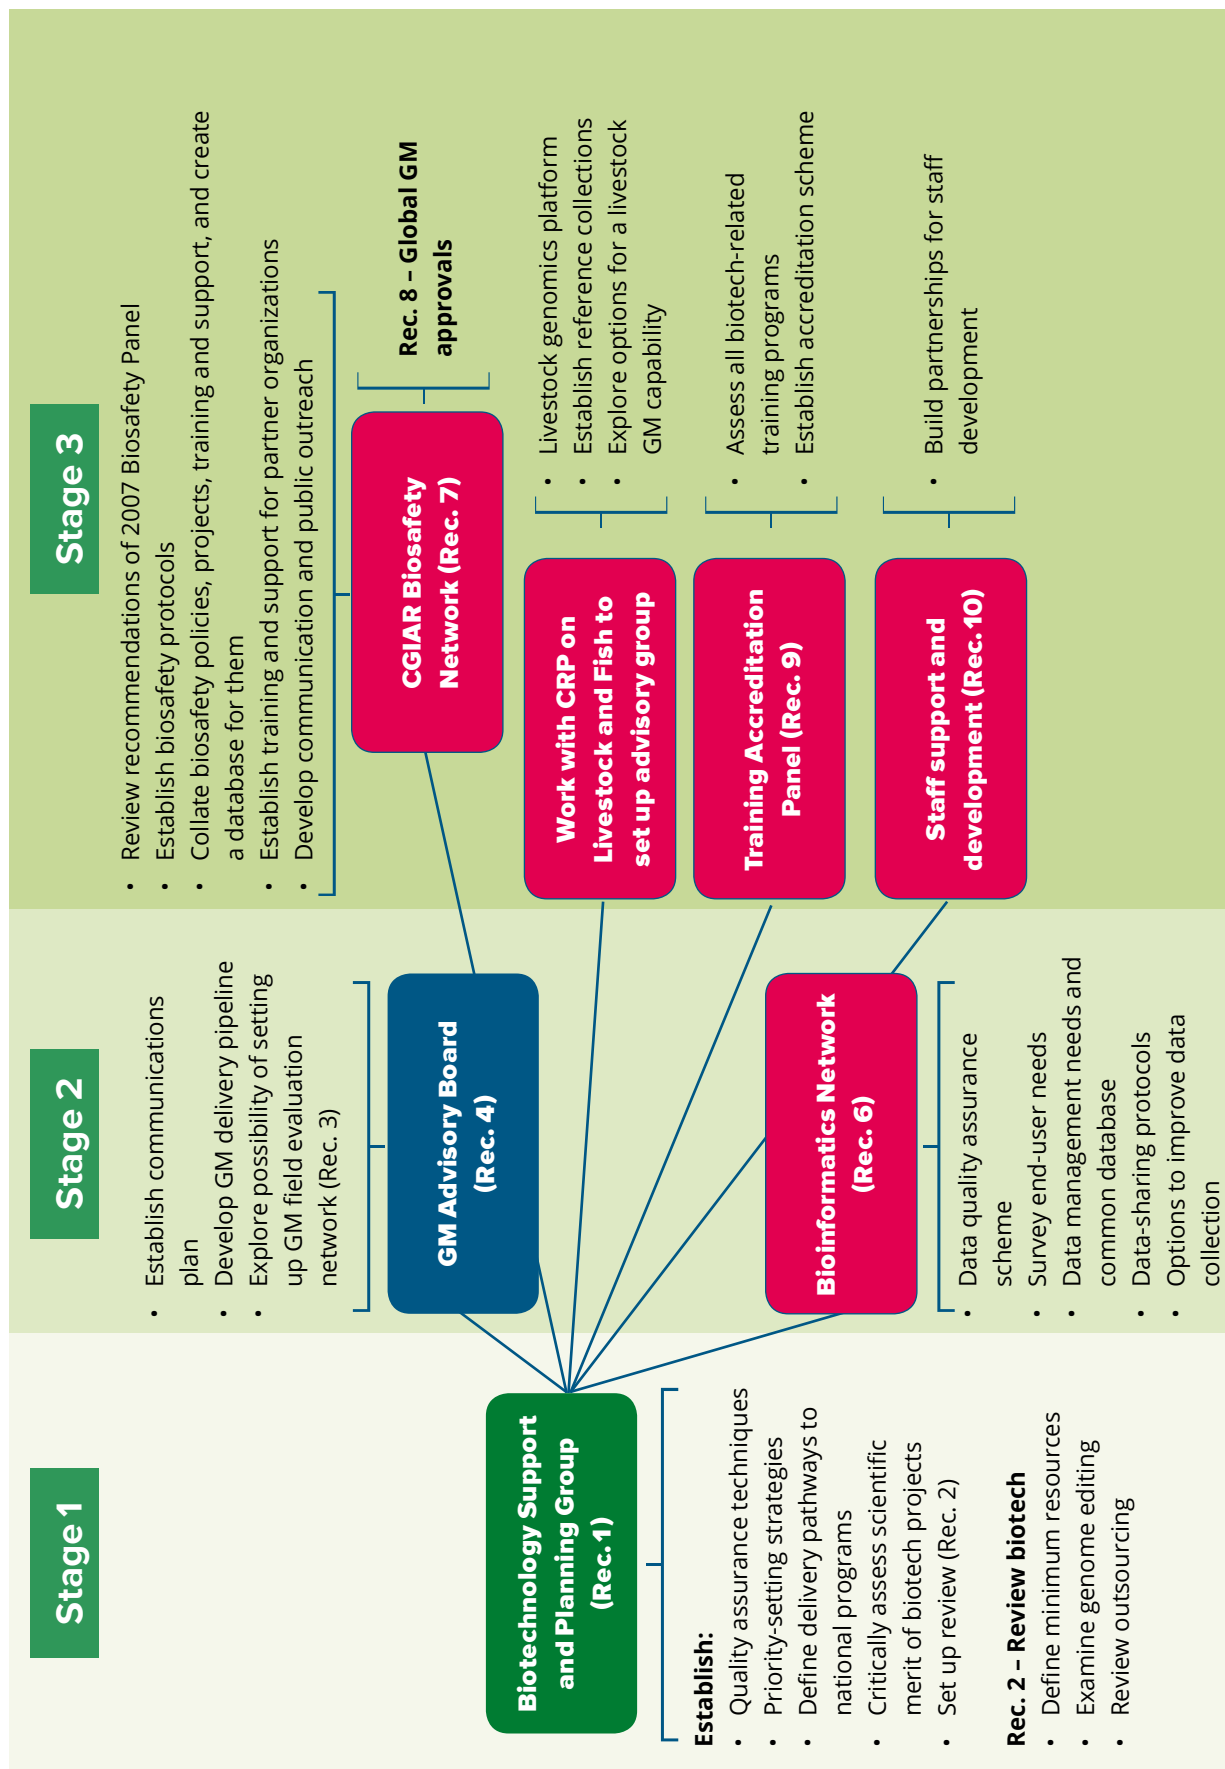 Stage 1
Biotechnology Support
and Planning Group
(Rec. 1)
Establish:
• Quality assurance techniques
• Priority-setting strategies
• Define delivery pathways to
national programs
• Critically assess scientific
merit of biotech projects
• Set up review (Rec. 2)
Rec. 2 – Review biotech
• Define minimum resources
• Examine genome editing
• Review outsourcing
Stage 2
• Establish communications
plan
• Develop GM delivery pipeline
• Explore possibility of setting
up GM field evaluation
network (Rec. 3)
GM Advisory Board
(Rec. 4)
Bioinformatics Network
(Rec. 6)
• Data quality assurance
scheme
• Survey end-user needs
• Data management needs and
common database
• Data-sharing protocols
• Options to improve data
collection
Stage 3
• Review recommendations of 2007 Biosafety Panel
• Establish biosafety protocols
• Collate biosafety policies, projects, training and support, and create
a database for them
• Establish training and support for partner organizations
• Develop communication and public outreach
CGIAR Biosafety
Network (Rec. 7)
Rec. 8 – Global GM
approvals
Work with CRP on
Livestock and Fish to
set up advisory group
• Livestock genomics platform
• Establish reference collections
• Explore options for a livestock
GM capability
Training Accreditation
Panel (Rec. 9)
• Assess all biotech-related
training programs
• Establish accreditation scheme
Staff support and
development (Rec. 10)
• Build partnerships for staff
development